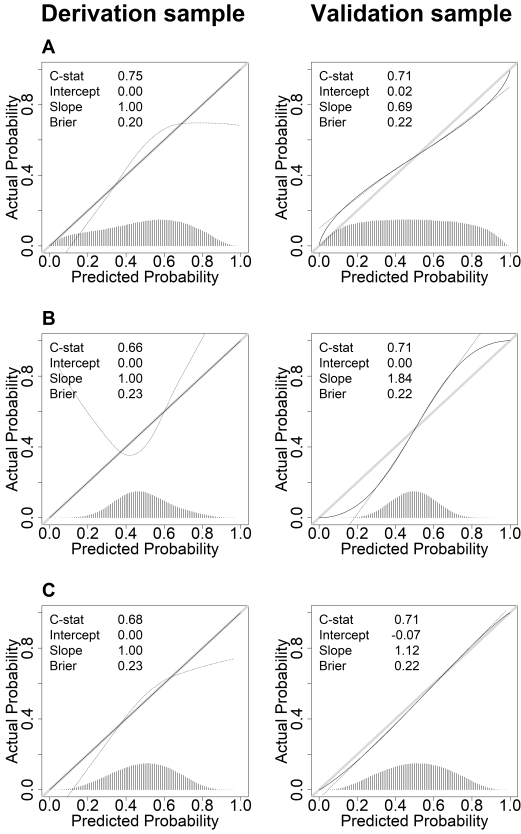 Derivation sample Validation sample
A
C-stat 0.75
Intercept 0.00
Slope 1.00
Brier 0.20
Actual Probability
0.0 0.4 0.8
0.0 0.2 0.4 0.6 0.8 1.0
Predicted Probability
C-stat 0.71
Intercept 0.02
Slope 0.69
Brier 0.22
Actual Probability
0.0 0.4 0.8
0.0 0.2 0.4 0.6 0.8 1.0
Predicted Probability
B
C-stat 0.66
Intercept 0.00
Slope 1.00
Brier 0.23
Actual Probability
0.0 0.4 0.8
0.0 0.2 0.4 0.6 0.8 1.0
Predicted Probability
C-stat 0.71
Intercept 0.00
Slope 1.84
Brier 0.22
Actual Probability
0.0 0.4 0.8
0.0 0.2 0.4 0.6 0.8 1.0
Predicted Probability
C
C-stat 0.68
Intercept 0.00
Slope 1.00
Brier 0.23
Actual Probability
0.0 0.4 0.8
0.0 0.2 0.4 0.6 0.8 1.0
Predicted Probability
C-stat 0.71
Intercept -0.07
Slope 1.12
Brier 0.22
Actual Probability
0.0 0.4 0.8
0.0 0.2 0.4 0.6 0.8 1.0
Predicted Probability